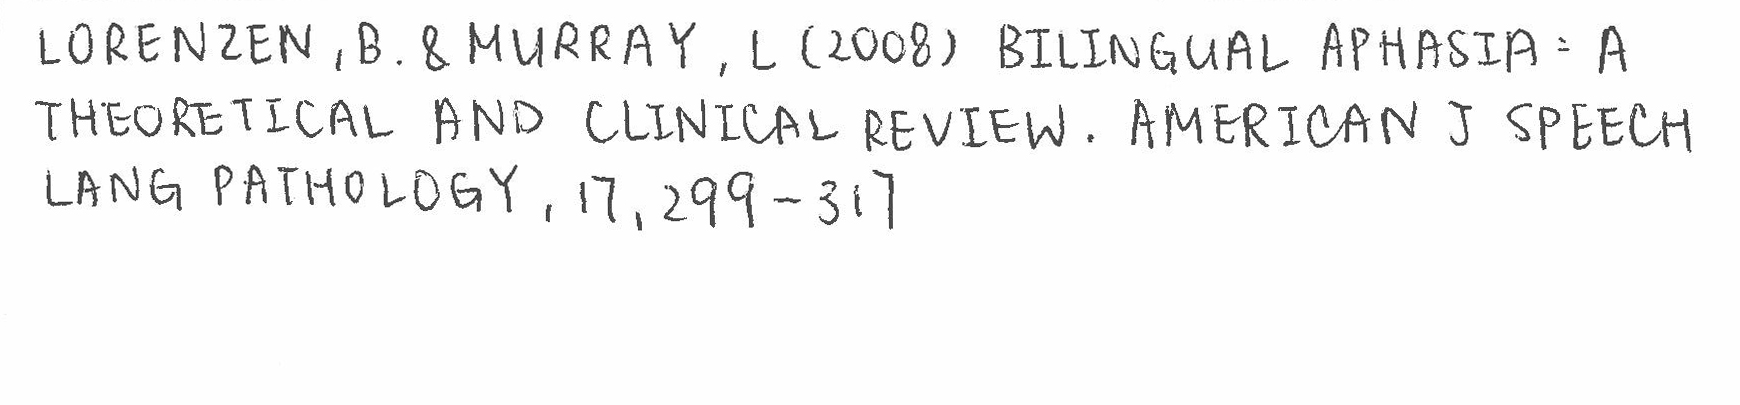 LORENZEN, B. & MURRAY, L (2008) BILINGUAL APHASIA: A
THEORETICAL AND CLINICAL REVIEW. AMERICAN J SPEECH
LANG PATHOLOGY, 17, 299-317